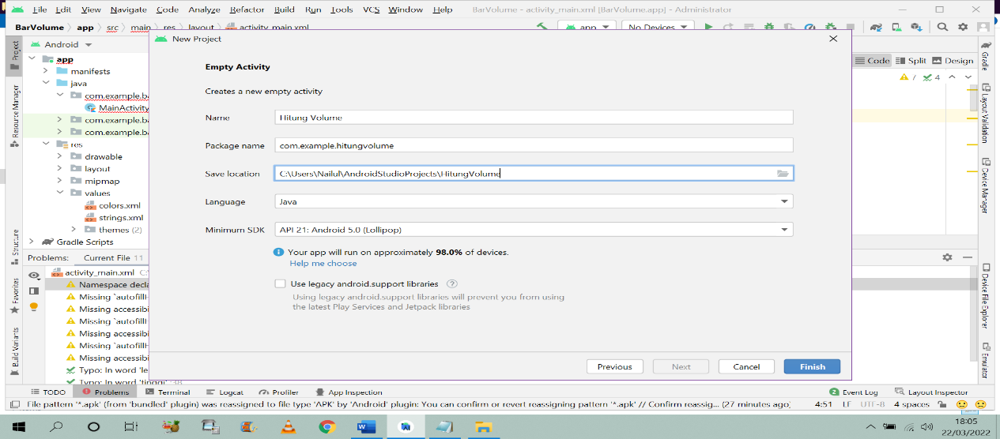 File Edit View Navigate Code Analyze Refactor Build Run Tools VCS Window Help BarVolume - activity_main.xml [BarVolume.app] - Administrator
BarVolume app src main res layout activity_main.xml app No Devices
New Project
Project
Android
app
manifests
java
com.example.ba
MainActivity
com.example.ba
com.example.ba
res
drawable
layout
mipmap
values
colors.xml
strings.xml
themes (2)
Gradle Scripts
Resource Manager
Structure
Favorites
Build Variants
Empty Activity
Creates a new empty activity
Name Hitung Volume
Package name com.example.hitungvolume
Save location C:\Users\Nailul\AndroidStudioProjects\HitungVolume
Language Java
Minimum SDK API 21: Android 5.0 (Lollipop)
Your app will run on approximately 98.0% of devices.
Help me choose
Use legacy android.support libraries ?
Using legacy android.support libraries will prevent you from using
the latest Play Services and Jetpack libraries
Previous Next Cancel Finish
Code Split Design
4
Gradle
Layout Validation
Device Manager
Device File Explorer
Emulator
Problems: Current File 11
activity_main.xml C:
Namespace decla
Missing `autofillH
Missing accessibi
Missing `autofillH
Missing accessibi
Missing `autofillH
Missing accessibi
Typo: In word 'le
Typo: In word 'tinggi' :38
TODO Problems Terminal Logcat Profiler App Inspection 2 Event Log Layout Inspector
File pattern '*.apk' (from 'bundled' plugin) was reassigned to file type 'APK' by 'Android' plugin: You can confirm or revert reassigning pattern '*.apk' // Confirm reassig... (27 minutes ago) 4:51 LF UTF-8 4 spaces
18:05
22/03/2022